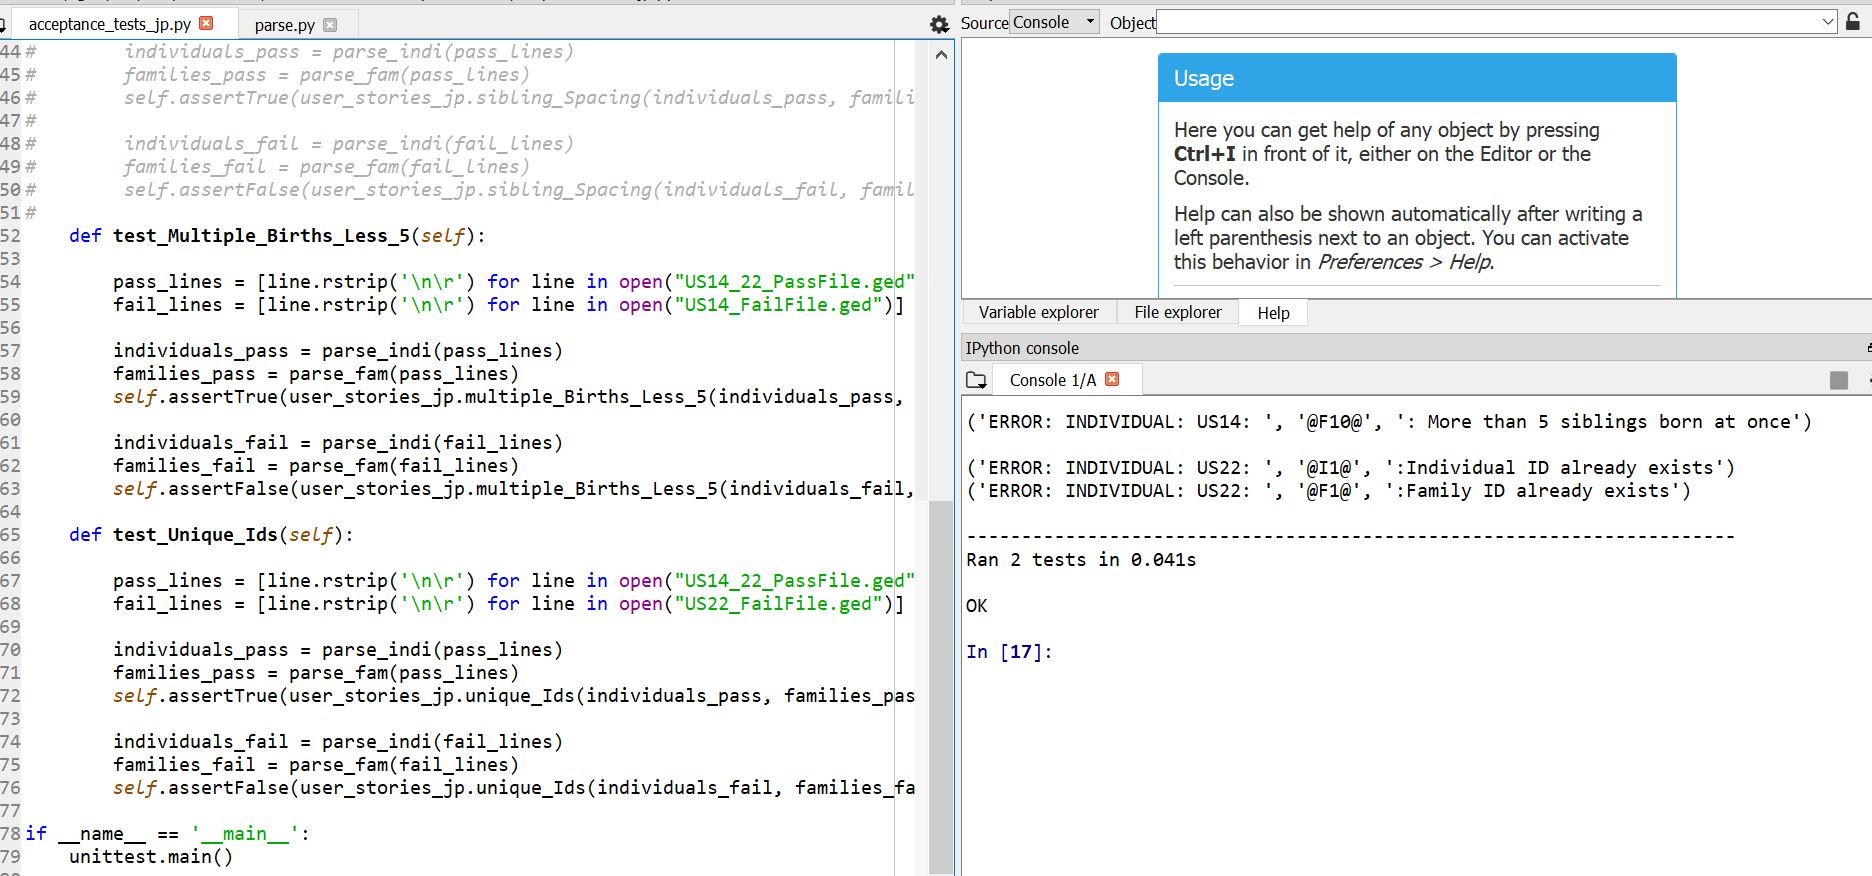 acceptance_tests_jp.py
parse.py
44 #        individuals_pass = parse_indi(pass_lines)
45 #        families_pass = parse_fam(pass_lines)
46 #        self.assertTrue(user_stories_jp.sibling_Spacing(individuals_pass, famili
47 #
48 #        individuals_fail = parse_indi(fail_lines)
49 #        families_fail = parse_fam(fail_lines)
50 #        self.assertFalse(user_stories_jp.sibling_Spacing(individuals_fail, famil
51 #
52     def test_Multiple_Births_Less_5(self):
53
54         pass_lines = [line.rstrip('\n\r') for line in open("US14_22_PassFile.ged"
55         fail_lines = [line.rstrip('\n\r') for line in open("US14_FailFile.ged")]
56
57         individuals_pass = parse_indi(pass_lines)
58         families_pass = parse_fam(pass_lines)
59         self.assertTrue(user_stories_jp.multiple_Births_Less_5(individuals_pass,
60
61         individuals_fail = parse_indi(fail_lines)
62         families_fail = parse_fam(fail_lines)
63         self.assertFalse(user_stories_jp.multiple_Births_Less_5(individuals_fail,
64
65     def test_Unique_Ids(self):
66
67         pass_lines = [line.rstrip('\n\r') for line in open("US14_22_PassFile.ged"
68         fail_lines = [line.rstrip('\n\r') for line in open("US22_FailFile.ged")]
69
70         individuals_pass = parse_indi(pass_lines)
71         families_pass = parse_fam(pass_lines)
72         self.assertTrue(user_stories_jp.unique_Ids(individuals_pass, families_pas
73
74         individuals_fail = parse_indi(fail_lines)
75         families_fail = parse_fam(fail_lines)
76         self.assertFalse(user_stories_jp.unique_Ids(individuals_fail, families_fa
77
78 if __name__ == '__main__':
79     unittest.main()
Source Console Object
Usage
Here you can get help of any object by pressing
Ctrl+I in front of it, either on the Editor or the
Console.
Help can also be shown automatically after writing a
left parenthesis next to an object. You can activate
this behavior in Preferences > Help.
Variable explorer File explorer Help
IPython console
Console 1/A
('ERROR: INDIVIDUAL: US14: ', '@F10@', ': More than 5 siblings born at once')
('ERROR: INDIVIDUAL: US22: ', '@I1@', ':Individual ID already exists')
('ERROR: INDIVIDUAL: US22: ', '@F1@', ':Family ID already exists')
----------------------------------------------------------------------
Ran 2 tests in 0.041s
OK
In [17]: